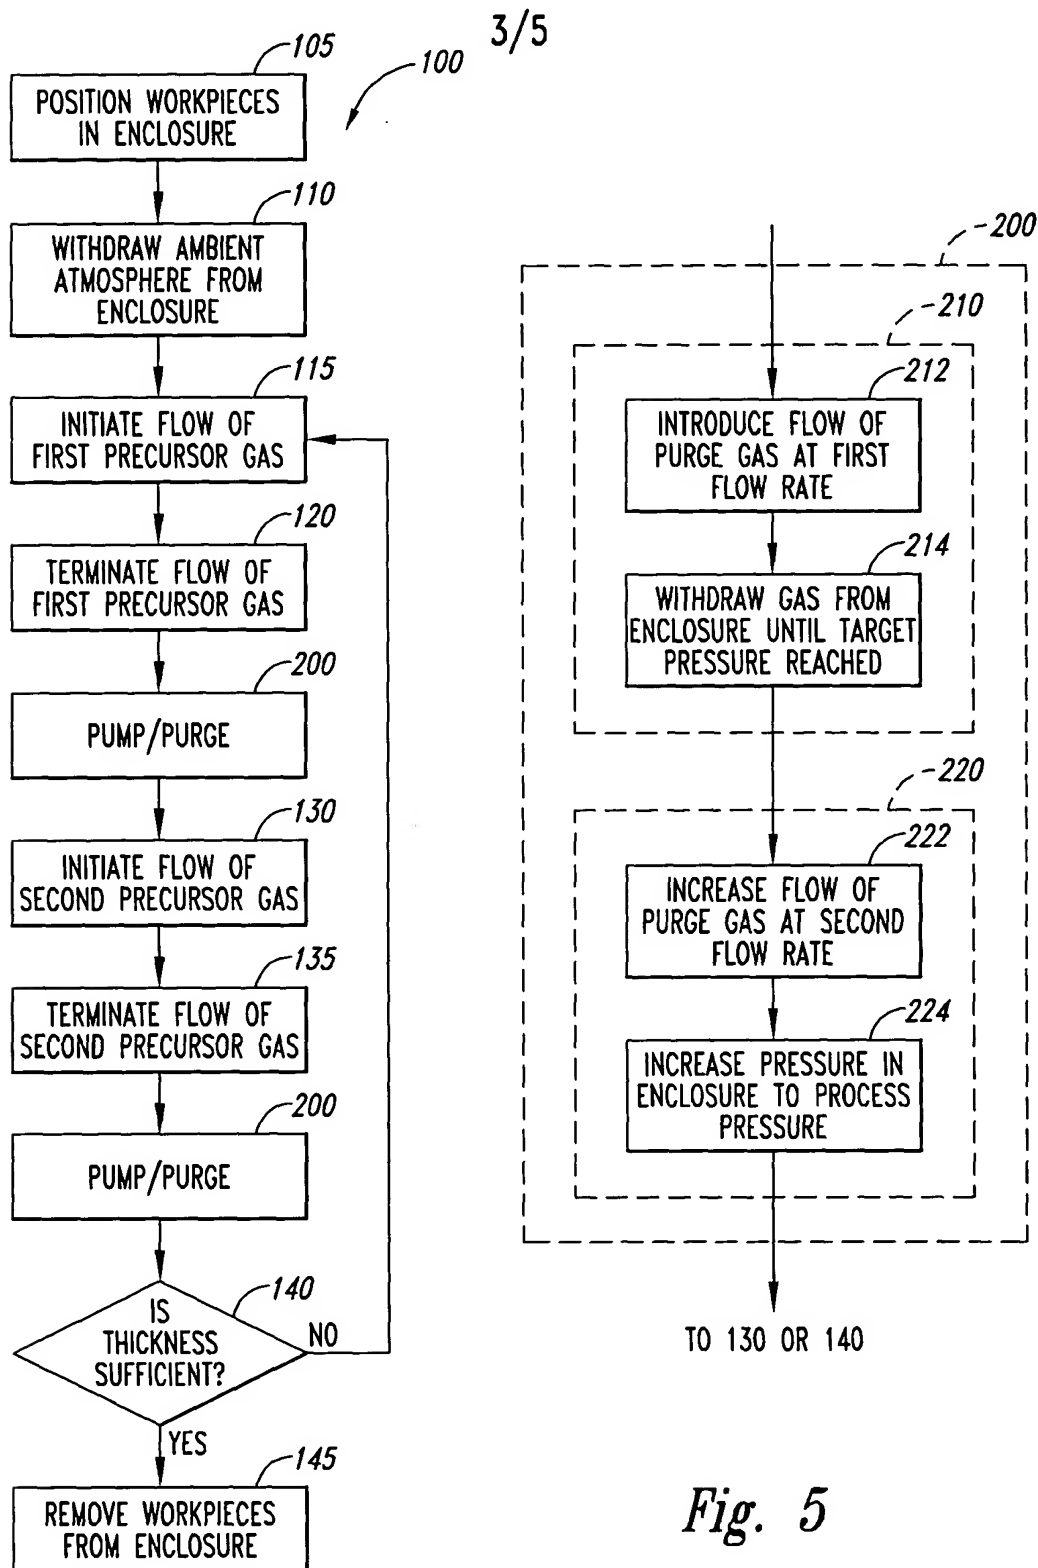 3/5
100
105
POSITION WORKPIECES
IN ENCLOSURE
110
WITHDRAW AMBIENT
ATMOSPHERE FROM
ENCLOSURE
115
INITIATE FLOW OF
FIRST PRECURSOR GAS
120
TERMINATE FLOW OF
FIRST PRECURSOR GAS
200
PUMP/PURGE
130
INITIATE FLOW OF
SECOND PRECURSOR GAS
135
TERMINATE FLOW OF
SECOND PRECURSOR GAS
200
PUMP/PURGE
140
IS
THICKNESS
SUFFICIENT?
NO
YES
145
REMOVE WORKPIECES
FROM ENCLOSURE
200
210
212
INTRODUCE FLOW OF
PURGE GAS AT FIRST
FLOW RATE
214
WITHDRAW GAS FROM
ENCLOSURE UNTIL TARGET
PRESSURE REACHED
220
222
INCREASE FLOW OF
PURGE GAS AT SECOND
FLOW RATE
224
INCREASE PRESSURE IN
ENCLOSURE TO PROCESS
PRESSURE
TO 130 OR 140
Fig. 5